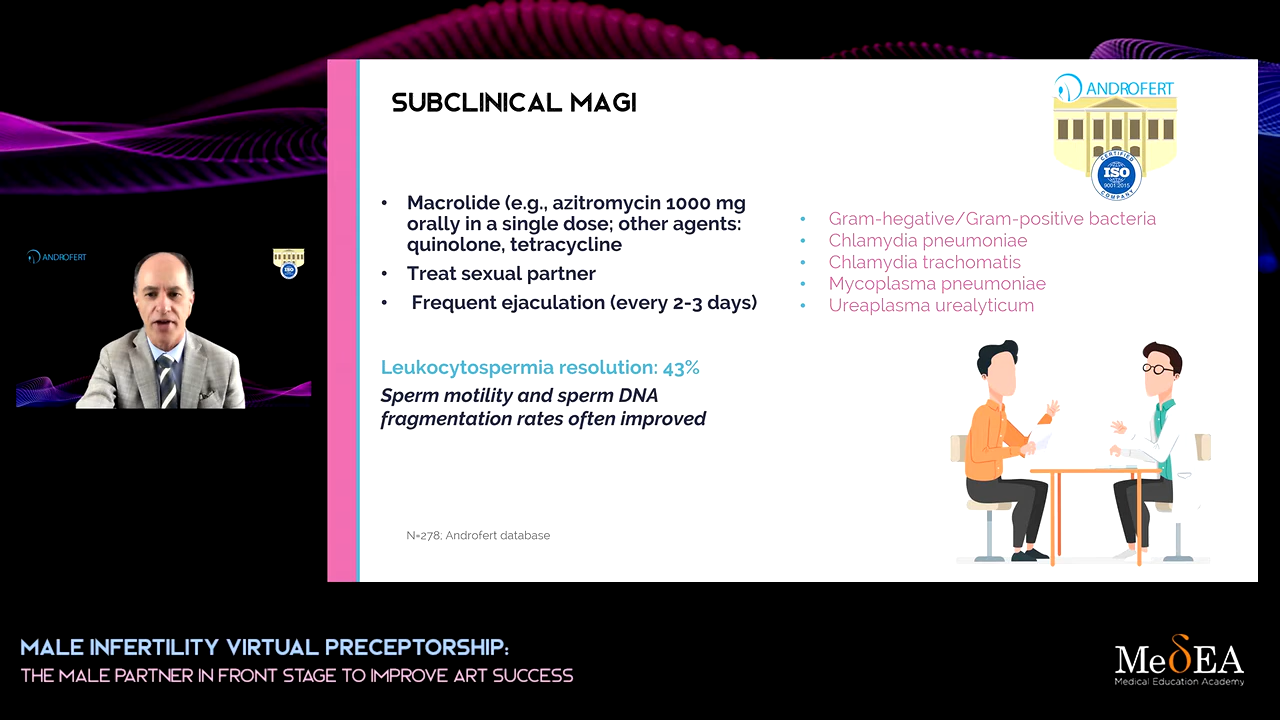 SUBCLINICAL MAGI
ANDROFERT
CERTIFIED
ISO
9001:2015
COMPANY
• Macrolide (e.g., azitromycin 1000 mg
orally in a single dose; other agents:
quinolone, tetracycline
• Treat sexual partner
• Frequent ejaculation (every 2-3 days)
Leukocytospermia resolution: 43%
Sperm motility and sperm DNA
fragmentation rates often improved
N=278; Androfert database
• Gram-hegative/Gram-positive bacteria
• Chlamydia pneumoniae
• Chlamydia trachomatis
• Mycoplasma pneumoniae
• Ureaplasma urealyticum
ANDROFERT
ISO
MALE INFERTILITY VIRTUAL PRECEPTORSHIP:
THE MALE PARTNER IN FRONT STAGE TO IMPROVE ART SUCCESS
MeδEA
Medical Education Academy